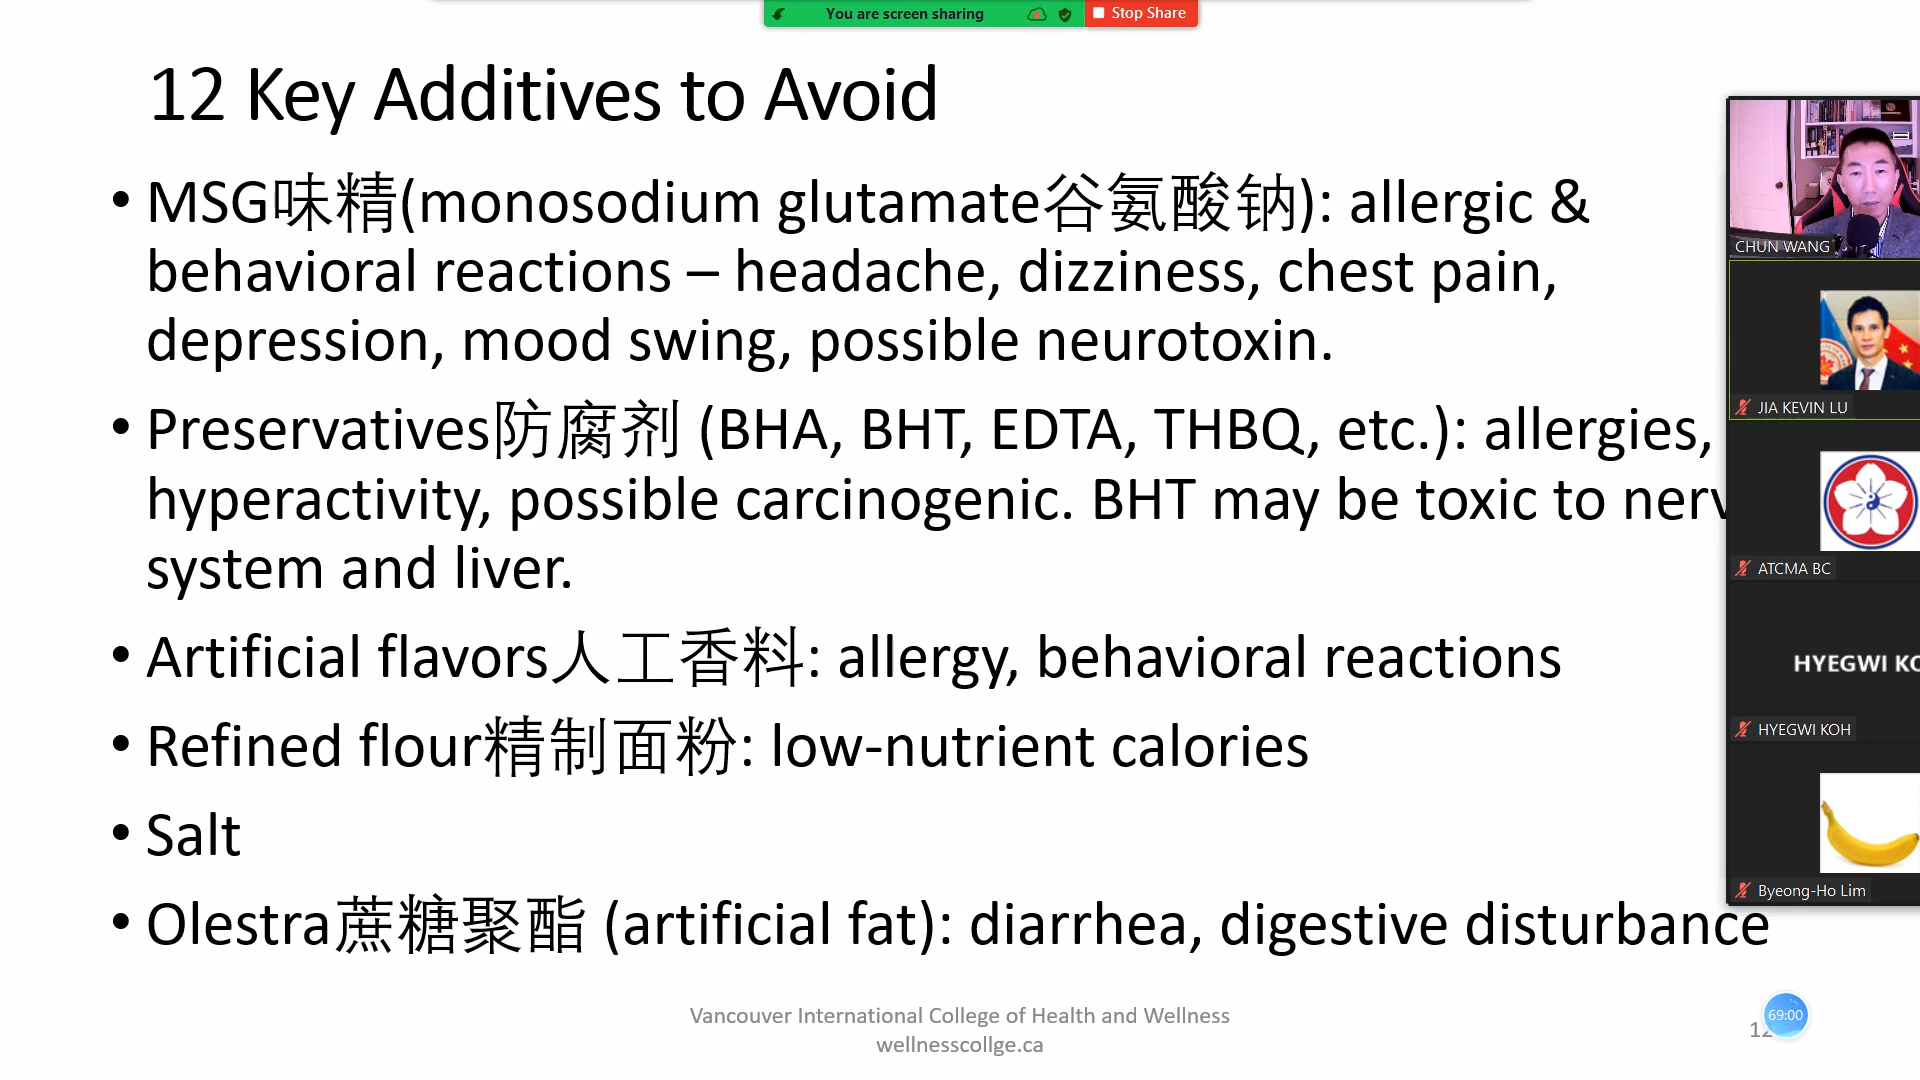 You are screen sharing
Stop Share
12 Key Additives to Avoid
• MSG味精(monosodium glutamate谷氨酸钠): allergic &
behavioral reactions – headache, dizziness, chest pain,
depression, mood swing, possible neurotoxin.
• Preservatives防腐剂 (BHA, BHT, EDTA, THBQ, etc.): allergies,
hyperactivity, possible carcinogenic. BHT may be toxic to
system and liver.
• Artificial flavors人工香料: allergy, behavioral reactions
• Refined flour精制面粉: low-nutrient calories
• Salt
• Olestra蔗糖聚酯 (artificial fat): diarrhea, digestive disturbance
Vancouver International College of Health and Wellness
wellnesscollge.ca
69:00
CHUN WANG
JIA KEVIN LU
ATCMA BC
HYEGWI
HYEGWI KOH
Byeong-Ho Lim